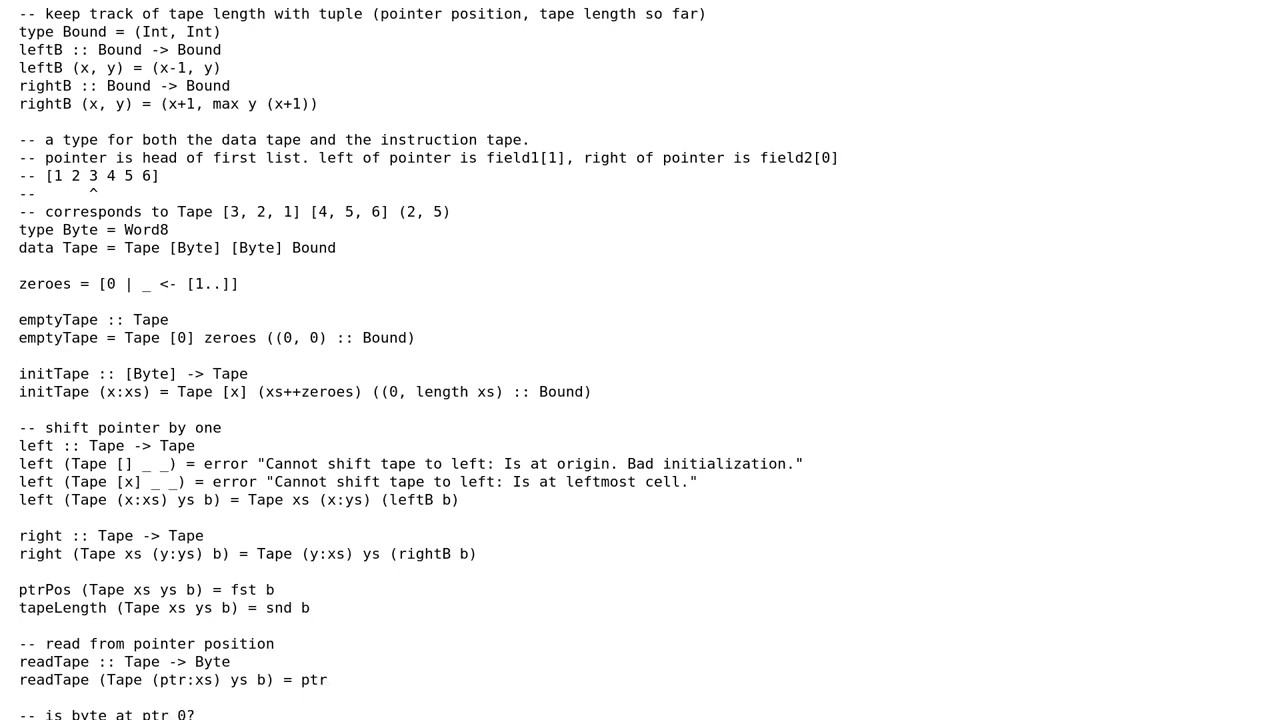 -- keep track of tape length with tuple (pointer position, tape length so far)
type Bound = (Int, Int)
leftB :: Bound -> Bound
leftB (x, y) = (x-1, y)
rightB :: Bound -> Bound
rightB (x, y) = (x+1, max y (x+1))

-- a type for both the data tape and the instruction tape.
-- pointer is head of first list. left of pointer is field1[1], right of pointer is field2[0]
-- [1 2 3 4 5 6]
--      ^
-- corresponds to Tape [3, 2, 1] [4, 5, 6] (2, 5)
type Byte = Word8
data Tape = Tape [Byte] [Byte] Bound

zeroes = [0 | _ <- [1..]]

emptyTape :: Tape
emptyTape = Tape [0] zeroes ((0, 0) :: Bound)

initTape :: [Byte] -> Tape
initTape (x:xs) = Tape [x] (xs++zeroes) ((0, length xs) :: Bound)

-- shift pointer by one
left :: Tape -> Tape
left (Tape [] _ _) = error "Cannot shift tape to left: Is at origin. Bad initialization."
left (Tape [x] _ _) = error "Cannot shift tape to left: Is at leftmost cell."
left (Tape (x:xs) ys b) = Tape xs (x:ys) (leftB b)

right :: Tape -> Tape
right (Tape xs (y:ys) b) = Tape (y:xs) ys (rightB b)

ptrPos (Tape xs ys b) = fst b
tapeLength (Tape xs ys b) = snd b

-- read from pointer position
readTape :: Tape -> Byte
readTape (Tape (ptr:xs) ys b) = ptr

-- is byte at ptr 0?